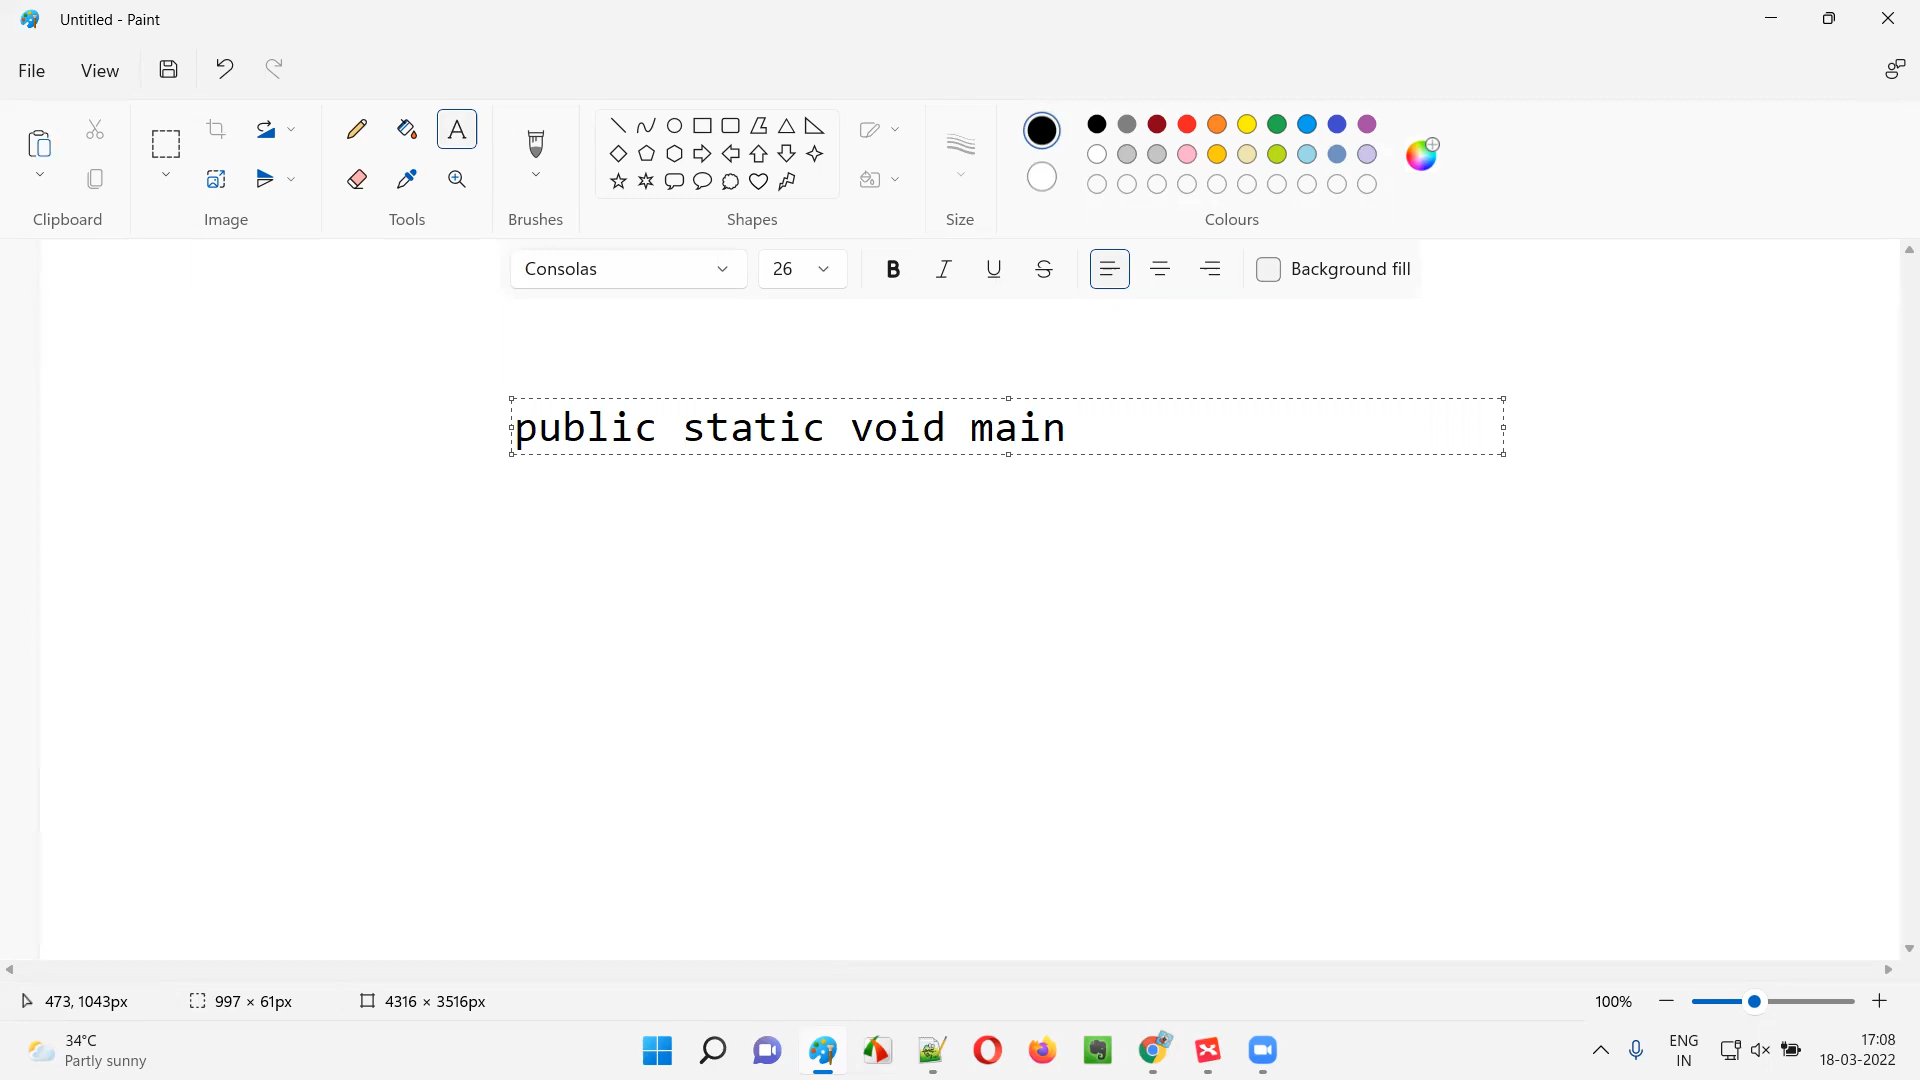 Untitled - Paint
File View
Clipboard Image Tools Brushes Shapes Size Colours
Consolas 26 B I U S Background fill
public static void main
473, 1043px 997 × 61px 4316 × 3516px 100%
34°C
Partly sunny
ENG
IN
17:08
18-03-2022